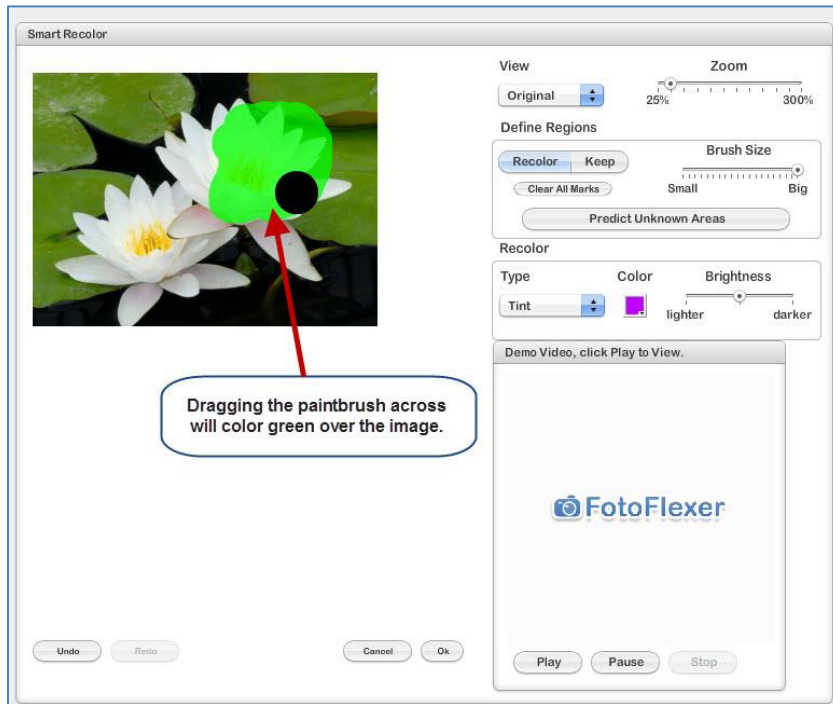 Smart Recolor
View
Zoom
Original
25%
300%
Define Regions
Recolor
Keep
Brush Size
Clear All Marks
Small
Big
Predict Unknown Areas
Recolor
Type
Color
Brightness
Tint
lighter
darker
Demo Video, click Play to View.
Dragging the paintbrush across
will color green over the image.
FotoFlexer
Undo
Redo
Cancel
Ok
Play
Pause
Stop